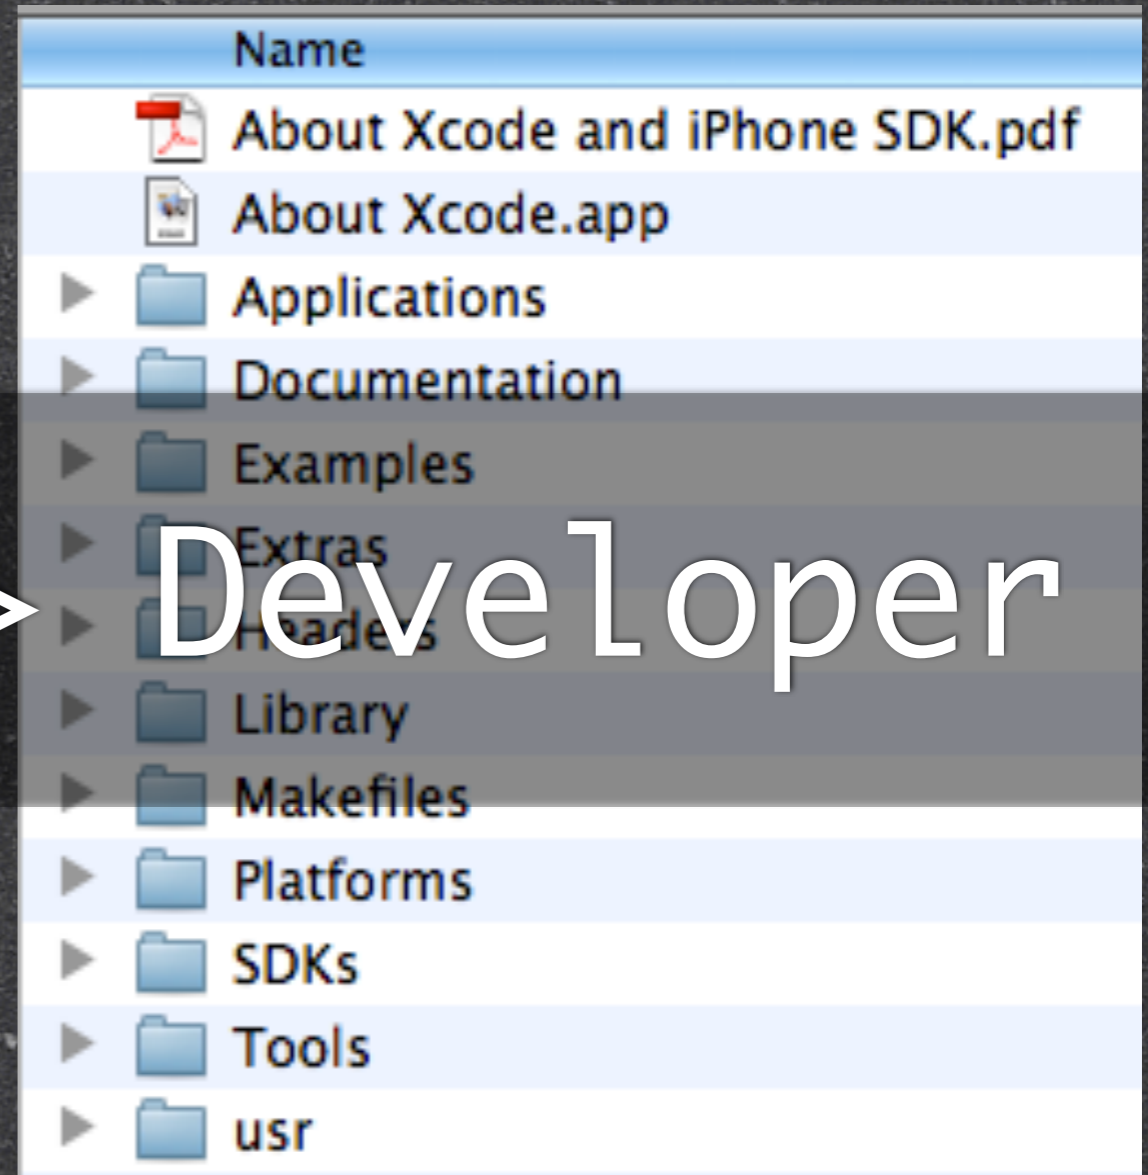 Name
About Xcode and iPhone SDK.pdf
About Xcode.app
Applications
Documentation
Examples
Extras
> Developer
Headers
Library
Makefiles
Platforms
SDKs
Tools
usr